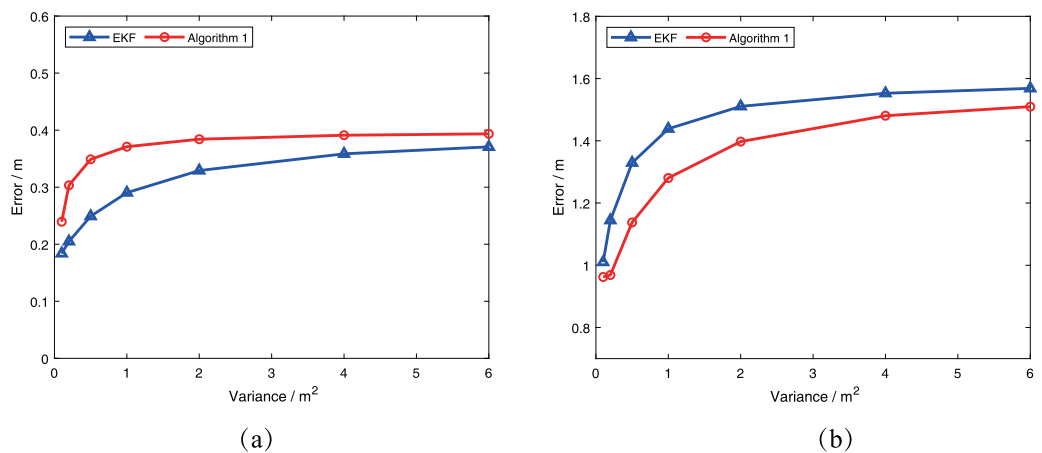 EKF Algorithm 1
0.6
0.5
0.4
0.3
0.2
0.1
0
Error / m
0 1 2 3 4 5 6
Variance / m²
(a)
EKF Algorithm 1
1.8
1.6
1.4
1.2
1
0.8
Error / m
0 1 2 3 4 5 6
Variance / m²
(b)